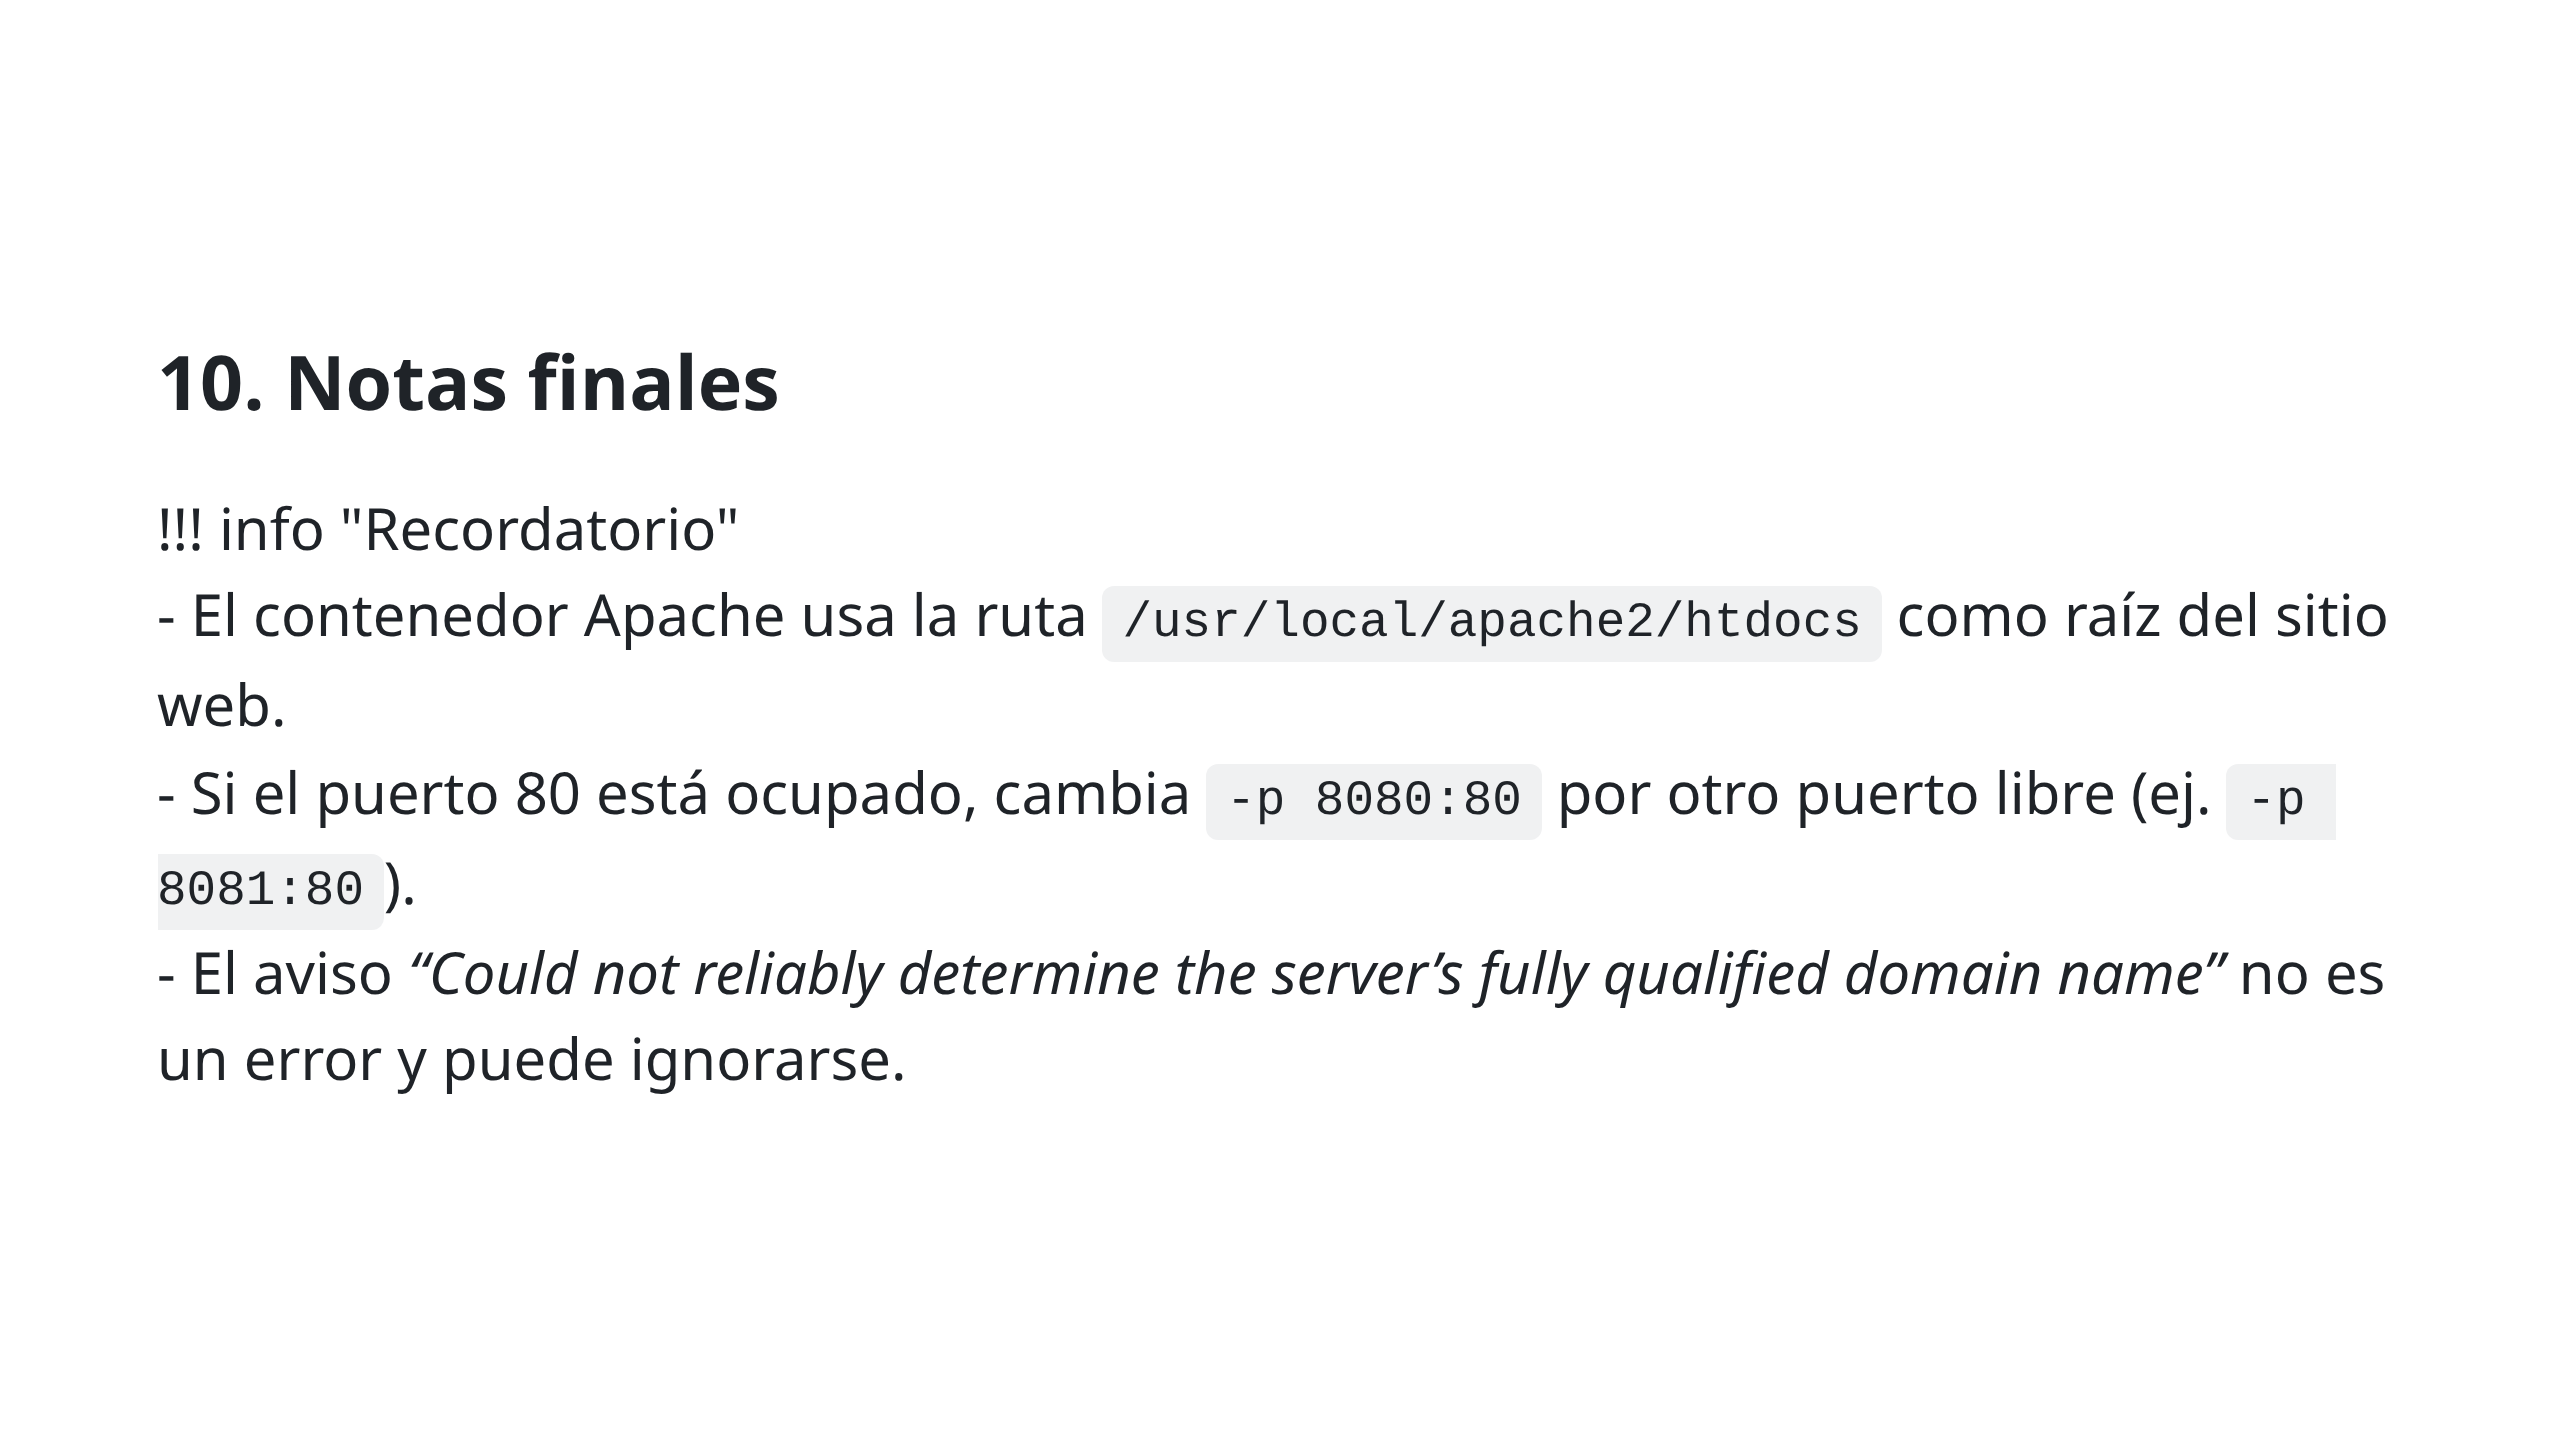 10. Notas finales
!!! info "Recordatorio"
- El contenedor Apache usa la ruta /usr/local/apache2/htdocs como raíz del sitio
web.
- Si el puerto 80 está ocupado, cambia -p 8080:80 por otro puerto libre (ej. -p
8081:80 ).
- El aviso “Could not reliably determine the server’s fully qualified domain name” no es
un error y puede ignorarse.